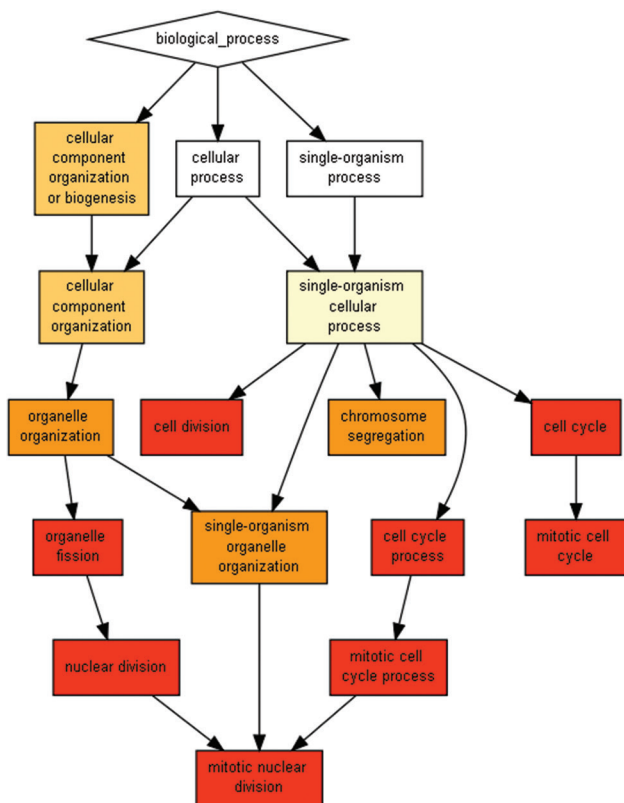 biological_process
cellular
component
organization
or biogenesis
cellular
process
single-organism
process
cellular
component
organization
single-organism
cellular
process
organelle
organization
cell division
chromosome
segregation
cell cycle
organelle
fission
single-organism
organelle
organization
cell cycle
process
mitotic cell
cycle
nuclear division
mitotic cell
cycle process
mitotic nuclear
division